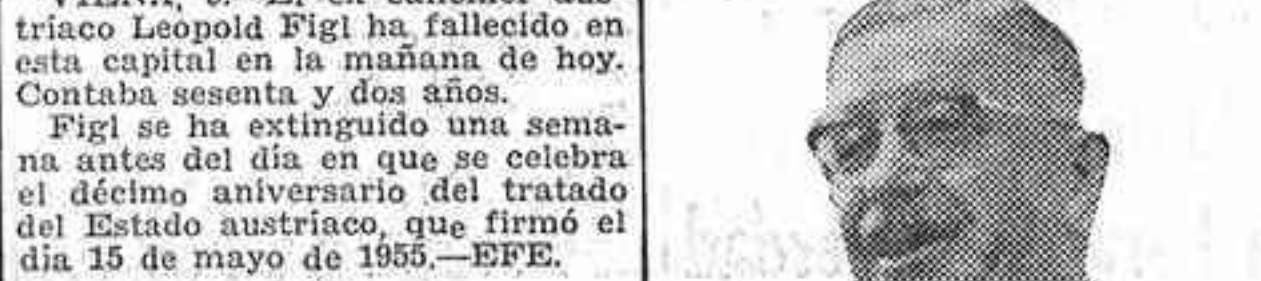 triaco Leopold Figl ha fallecido en
esta capital en la mañana de hoy.
Contaba sesenta y dos años.
Figl se ha extinguido una sema-
na antes del día en que se celebra
el décimo aniversario del tratado
del Estado austríaco, que firmó el
día 15 de mayo de 1955.—EFE.